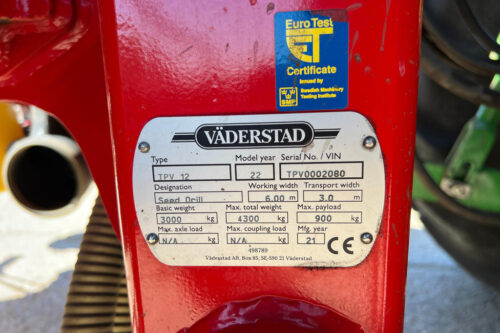 Euro Test
ET
Certificate
Issued by
Swedish Machinery
Testing Institute
SMP
VÄDERSTAD
Type Model year Serial No. / VIN
TPV 12 22 TPV0002080
Designation Working width Transport width
Seed Drill 6.00 m 3.0 m
Basic weight Max. total weight Max. payload
3000 kg 4300 kg 900 kg
Max. axle load Max. coupling load Mfg. year
N/A kg N/A kg 21 CE
498789
Väderstad AB, Box 85, SE-590 21 Väderstad